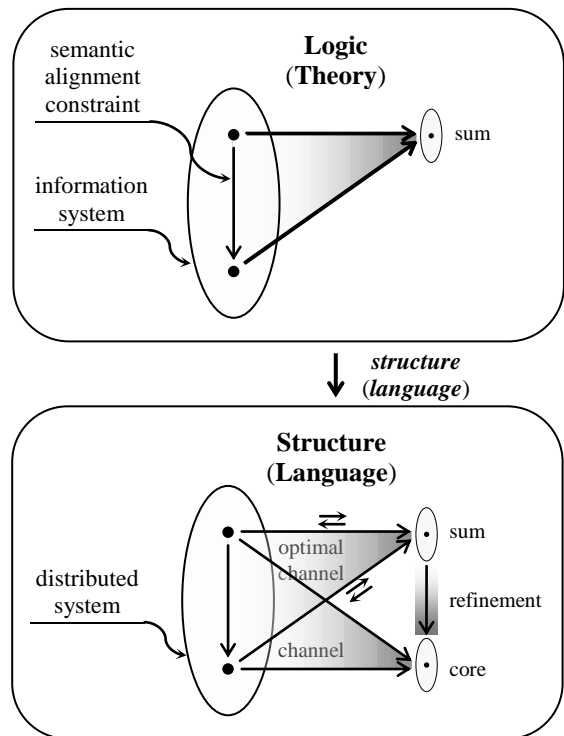 Logic
(Theory)
semantic
alignment
constraint
sum
information
system
structure
(language)
Structure
(Language)
sum
optimal
channel
distributed
system
refinement
channel
core